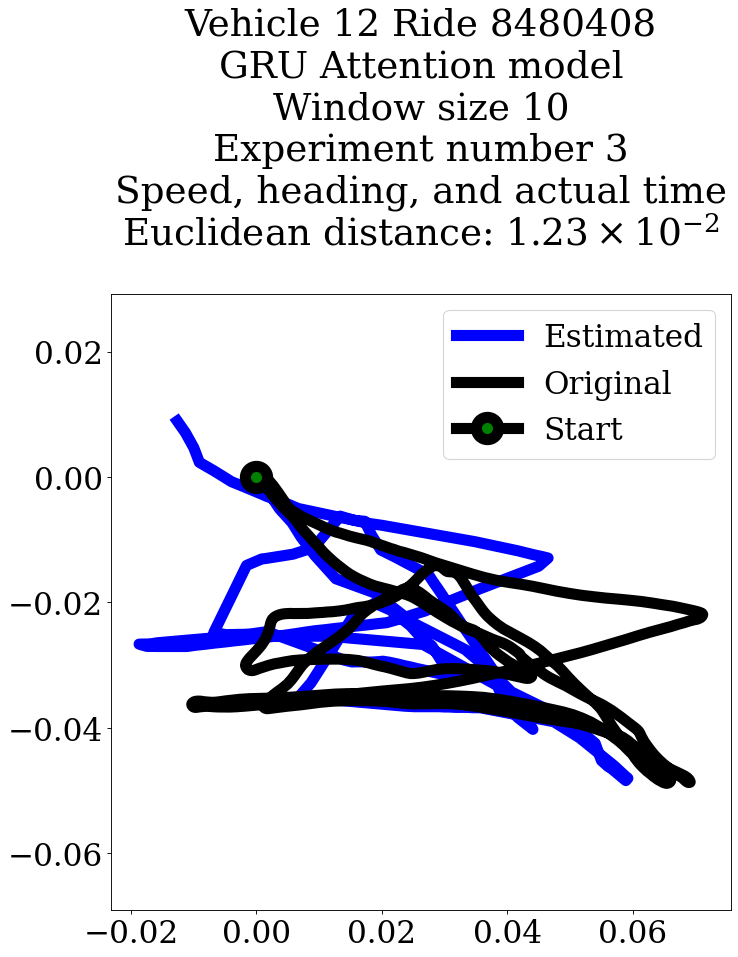 Vehicle 12 Ride 8480408
GRU Attention model
Window size 10
Experiment number 3
Speed, heading, and actual time
Euclidean distance: 1.23 × 10⁻²
Estimated
Original
Start
0.02
0.00
−0.02
−0.04
−0.06
−0.02 0.00 0.02 0.04 0.06